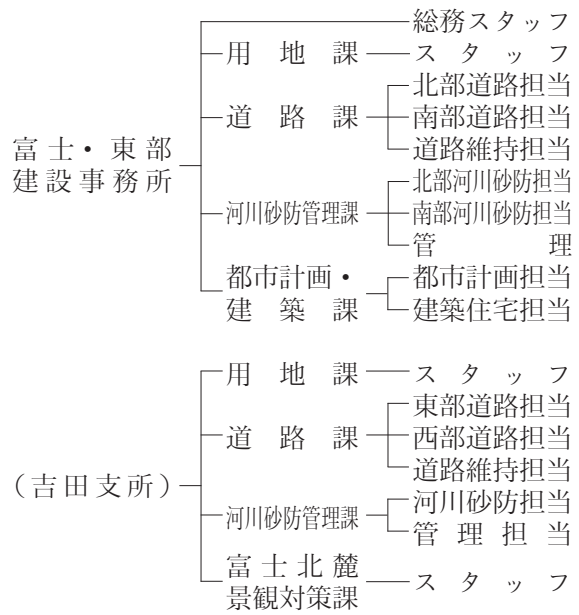 総務スタッフ
用地課 スタッフ
北部道路担当
道路課 南部道路担当
道路維持担当
富士・東部
建設事務所
北部河川砂防担当
河川砂防管理課 南部河川砂防担当
管理
都市計画・ 都市計画担当
建築課 建築住宅担当
用地課 スタッフ
東部道路担当
道路課 西部道路担当
道路維持担当
(吉田支所)
河川砂防管理課 河川砂防担当
管理担当
富士北麓
景観対策課 スタッフ